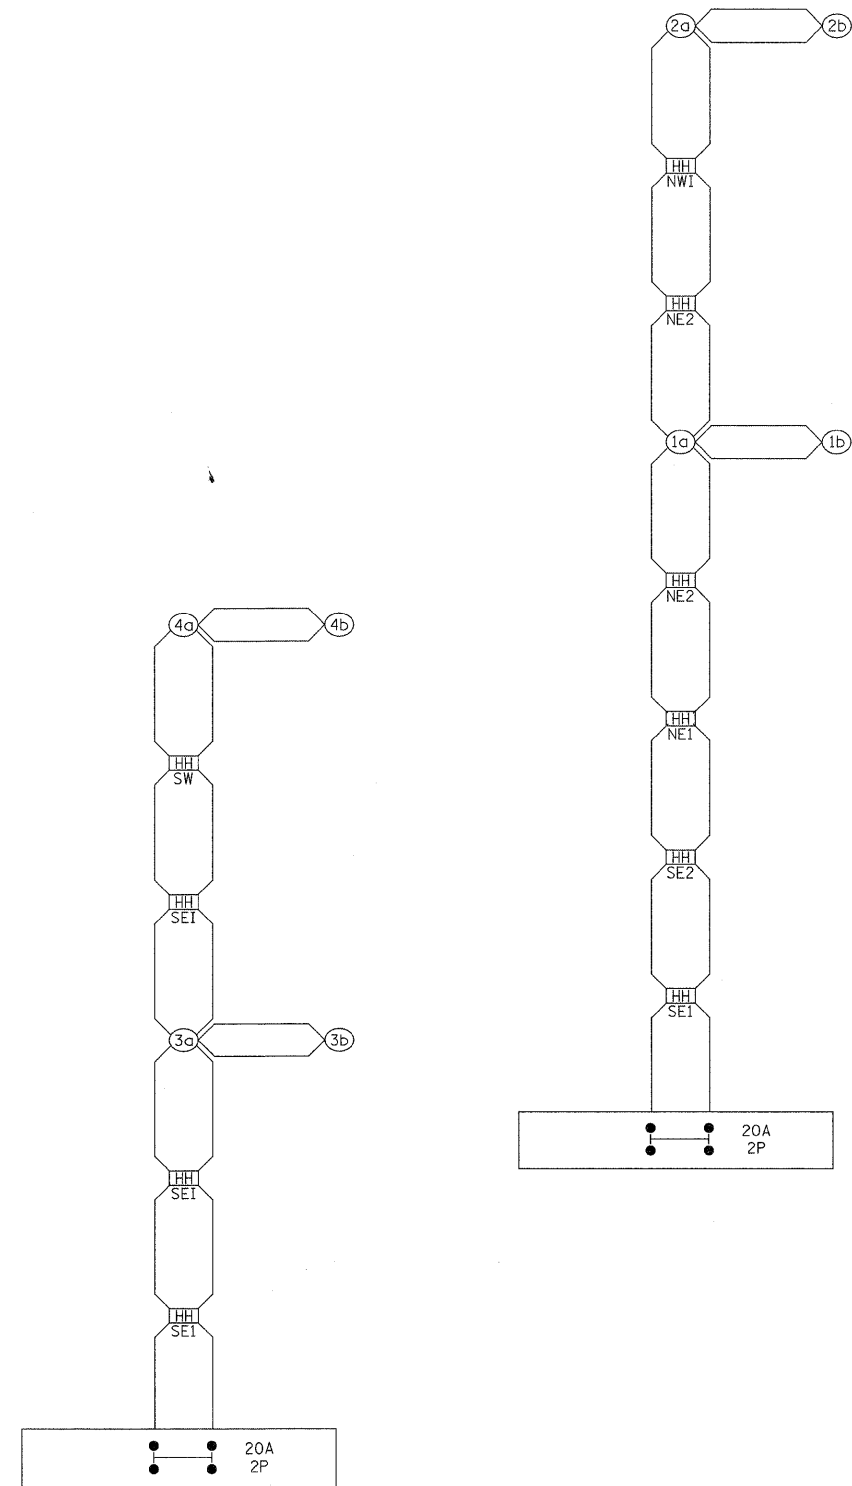 2a 2b
HH
NWI
HH
NE2
1a 1b
HH
NE2
HH
NE1
HH
SE2
HH
SE1
20A
2P
4a 4b
HH
SW
HH
SEI
3a 3b
HH
SEI
HH
SE1
20A
2P